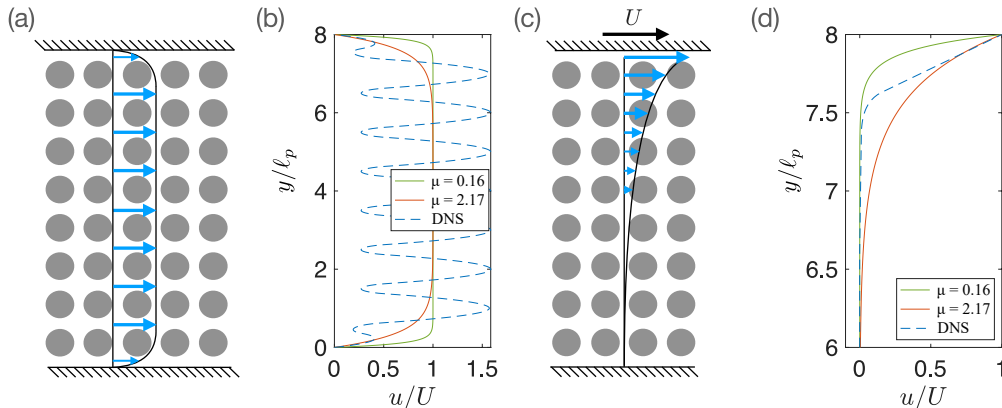 (a)
(b)
8
6
4
2
0
y/ℓp
μ = 0.16
μ = 2.17
DNS
0 0.5 1 1.5
u/U
(c)
U
(d)
8
7.5
7
6.5
6
y/ℓp
μ = 0.16
μ = 2.17
DNS
0 0.5 1
u/U